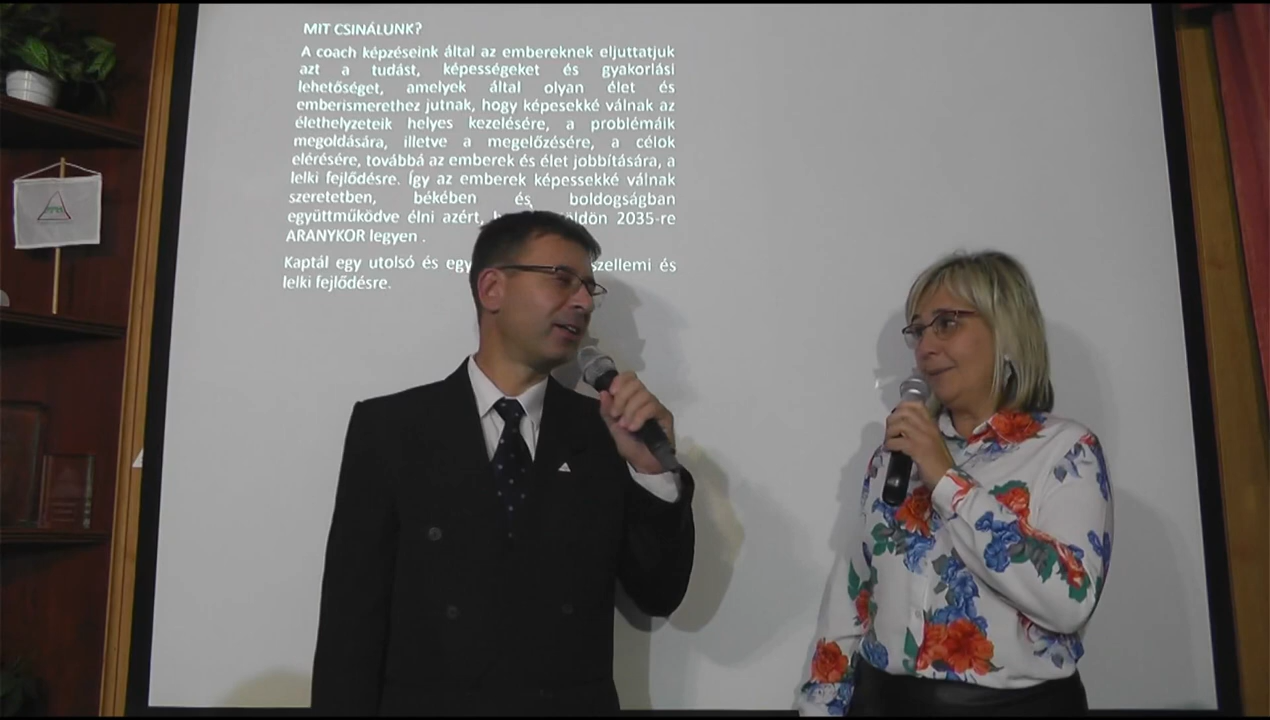 MIT CSINÁLUNK?
A coach képzéseink által az embereknek eljuttatjuk
azt a tudást, képességeket és gyakorlási
lehetőséget, amelyek által olyan élet és
emberismerethez jutnak, hogy képesekké válnak az
élethelyzeteik helyes kezelésére, a problémáik
megoldására, illetve a megelőzésére, a célok
elérésére, továbbá az emberek és élet jobbítására, a
lelki fejlődésre. Így az emberek képessekké válnak
szeretetben, békében és boldogságban
együttműködve élni azért, 2035-re
ARANYKOR legyen .
Kaptál egy utolsó és szellemi és
lelki fejlődésre.